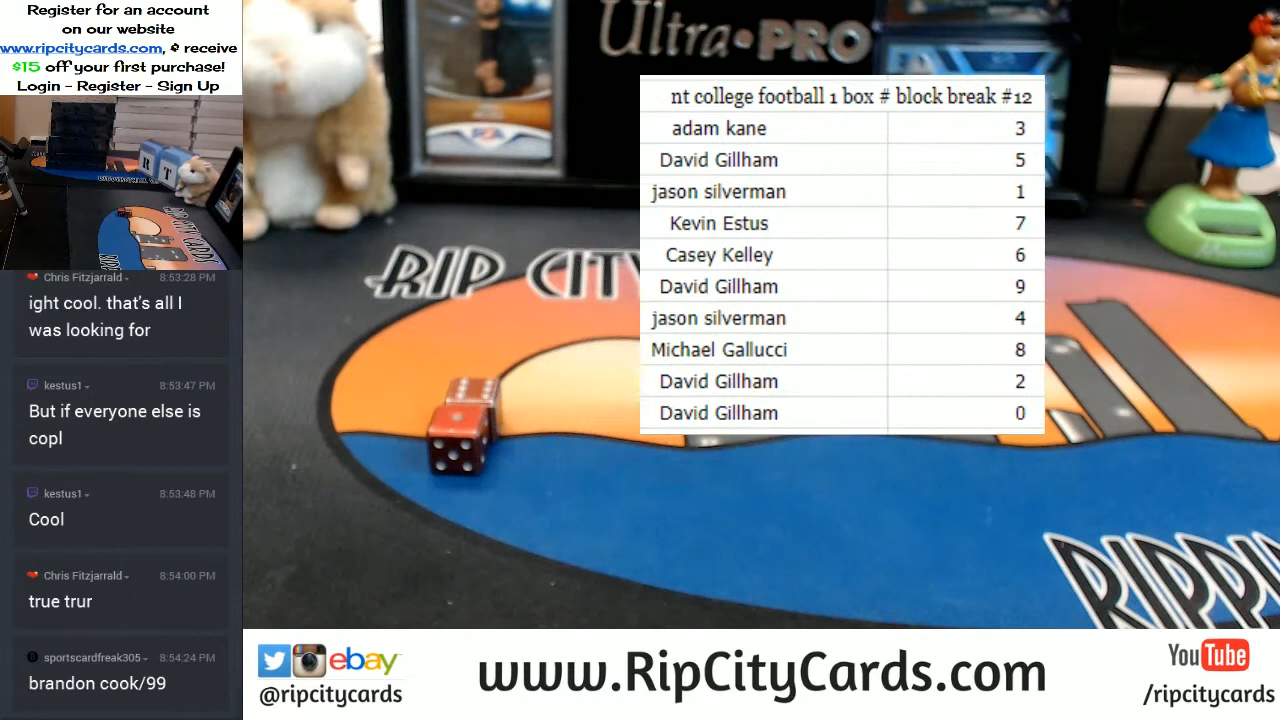 Register for an account
on our website
www.ripcitycards.com, & receive
$15 off your first purchase!
Login - Register - Sign Up
R T
RIP CITY CARDS
Chris Fitzjarrald 8:53:28 PM
ight cool. that's all I
was looking for
kestus1 8:53:47 PM
But if everyone else is
copl
kestus1 8:53:48 PM
Cool
Chris Fitzjarrald 8:54:00 PM
true trur
sportscardfreak305 8:54:24 PM
brandon cook/99
Ultra•PRO
nt college football 1 box # block break #12
adam kane 3
David Gillham 5
jason silverman 1
Kevin Estus 7
Casey Kelley 6
David Gillham 9
jason silverman 4
Michael Gallucci 8
David Gillham 2
David Gillham 0
RIP CITY
RIPPI
ebay
@ripcitycards
www.RipCityCards.com
YouTube
/ripcitycards